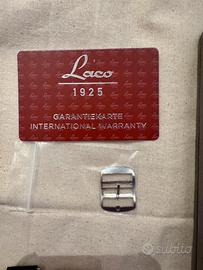 Laco
1925
GARANTIEKARTE
INTERNATIONAL WARRANTY
subito